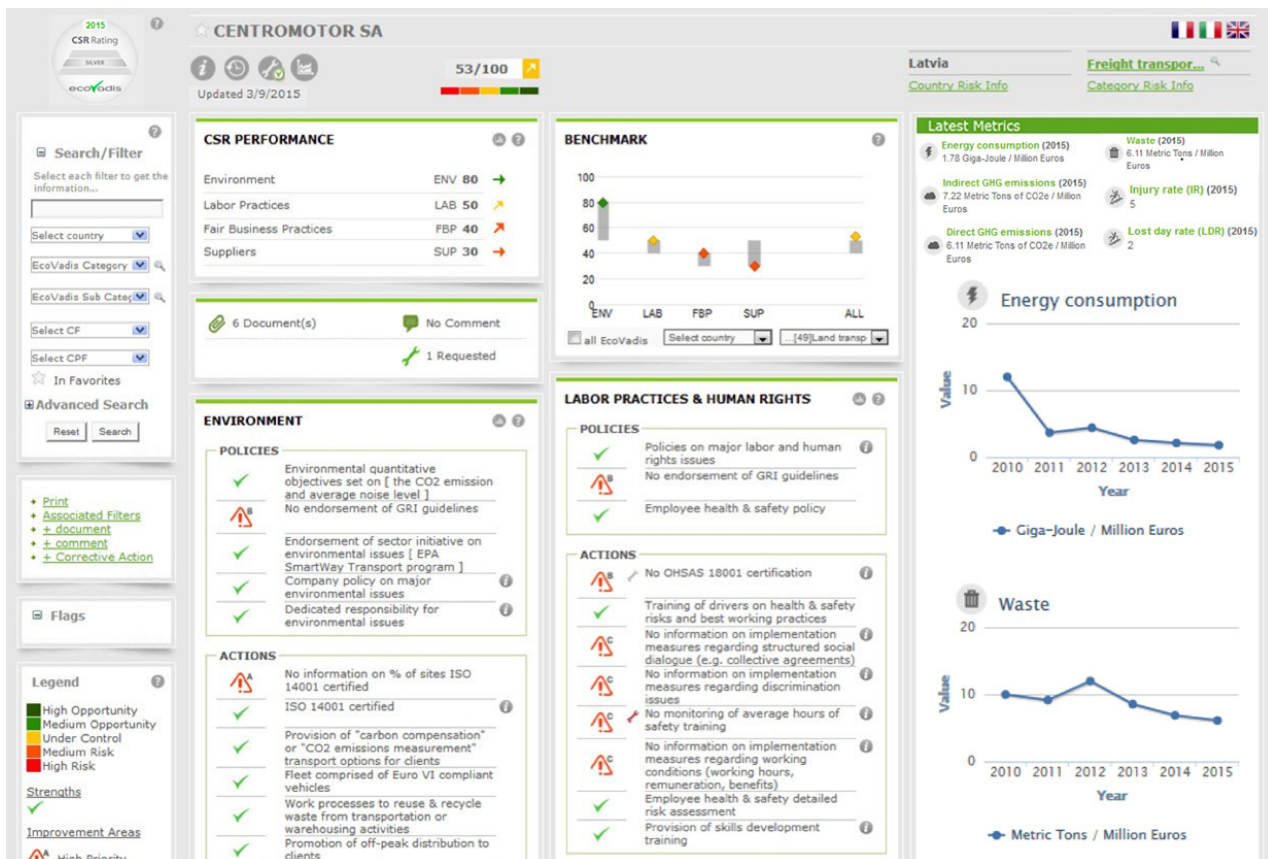 2015
CSR Rating
SILVER
ecovadis
CENTROMOTOR SA
Updated 3/9/2015
53/100
Latvia
Country Risk Info
Freight transpor...
Category Risk Info
Search/Filter
Select each filter to get the
information...
Select country
EcoVadis Category
EcoVadis Sub Categ
Select CF
Select CPF
In Favorites
Advanced Search
Reset Search
Print
Associated Filters
+ document
+ comment
+ Corrective Action
Flags
Legend
High Opportunity
Medium Opportunity
Under Control
Medium Risk
High Risk
Strengths
Improvement Areas
A High Priority
CSR PERFORMANCE
Environment ENV 80
Labor Practices LAB 50
Fair Business Practices FBP 40
Suppliers SUP 30
6 Document(s)
No Comment
1 Requested
ENVIRONMENT
POLICIES
Environmental quantitative
objectives set on [ the CO2 emission
and average noise level ]
B No endorsement of GRI guidelines
Endorsement of sector initiative on
environmental issues [ EPA
SmartWay Transport program ]
Company policy on major
environmental issues
Dedicated responsibility for
environmental issues
ACTIONS
A No information on % of sites ISO
14001 certified
ISO 14001 certified
Provision of "carbon compensation"
or "CO2 emissions measurement"
transport options for clients
Fleet comprised of Euro VI compliant
vehicles
Work processes to reuse & recycle
waste from transportation or
warehousing activities
Promotion of off-peak distribution to
clients
BENCHMARK
100
80
60
40
20
0
ENV LAB FBP SUP ALL
all EcoVadis
Select country
...[49]Land transp
LABOR PRACTICES & HUMAN RIGHTS
POLICIES
Policies on major labor and human
rights issues
B No endorsement of GRI guidelines
Employee health & safety policy
ACTIONS
B No OHSAS 18001 certification
Training of drivers on health & safety
risks and best working practices
C No information on implementation
measures regarding structured social
dialogue (e.g. collective agreements)
C No information on implementation
measures regarding discrimination
issues
C No monitoring of average hours of
safety training
C No information on implementation
measures regarding working
conditions (working hours,
remuneration, benefits)
Employee health & safety detailed
risk assessment
Provision of skills development
training
Latest Metrics
Energy consumption (2015)
1.78 Giga-Joule / Million Euros
Waste (2015)
6.11 Metric Tons / Million
Euros
Indirect GHG emissions (2015)
7.22 Metric Tons of CO2e / Million
Euros
Injury rate (IR) (2015)
5
Direct GHG emissions (2015)
6.11 Metric Tons of CO2e / Million
Euros
Lost day rate (LDR) (2015)
2
Energy consumption
20
10
0
Value
2010 2011 2012 2013 2014 2015
Year
Giga-Joule / Million Euros
Waste
20
10
0
Value
2010 2011 2012 2013 2014 2015
Year
Metric Tons / Million Euros